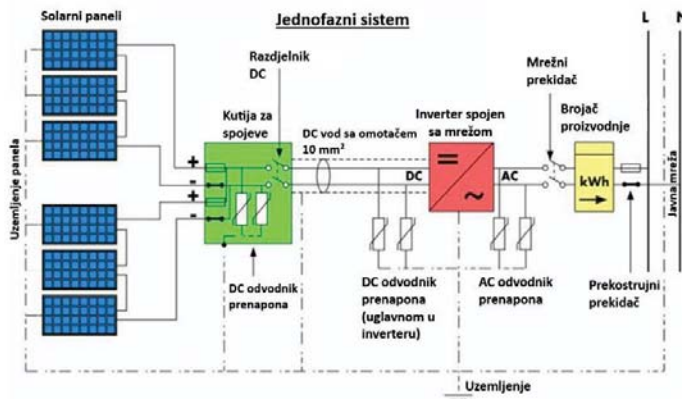 Jednofazni sistem
Solarni paneli
Razdjelnik
DC
Kutija za
spojeve
DC vod sa omotačem
10 mm²
Inverter spojen
sa mrežom
Mrežni
prekidač
Brojač
proizvodnje
L
N
Uzemljenje panela
+
-
+
-
DC
AC
kWh
Javna mreža
DC odvodnik
prenapona
DC odvodnik
prenapona
(uglavnom u
inverteru)
AC odvodnik
prenapona
Prekostrujni
prekidač
Uzemljenje